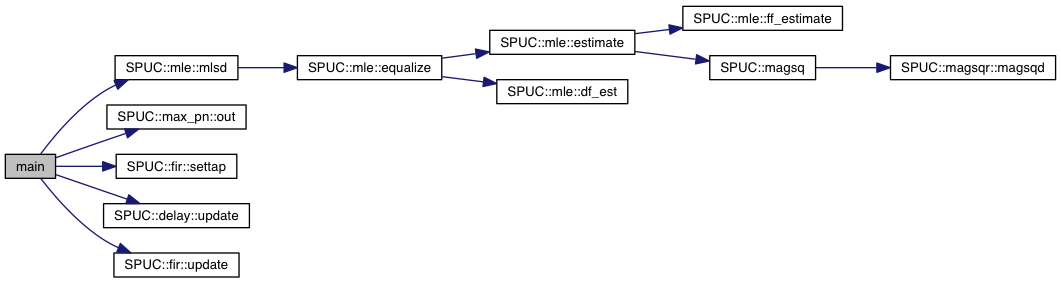 main
SPUC::mle::mlsd
SPUC::max_pn::out
SPUC::fir::settap
SPUC::delay::update
SPUC::fir::update
SPUC::mle::equalize
SPUC::mle::estimate
SPUC::mle::df_est
SPUC::mle::ff_estimate
SPUC::magsq
SPUC::magsqr::magsqd